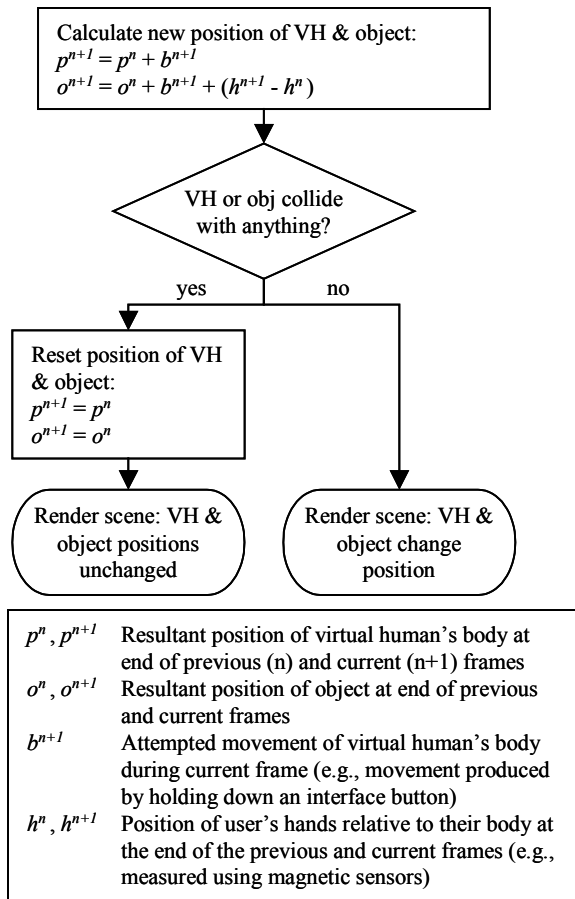 Calculate new position of VH & object:
pⁿ⁺¹ = pⁿ + bⁿ⁺¹
oⁿ⁺¹ = oⁿ + bⁿ⁺¹ + (hⁿ⁺¹ - hⁿ )
VH or obj collide
with anything?
yes
no
Reset position of VH
& object:
pⁿ⁺¹ = pⁿ
oⁿ⁺¹ = oⁿ
Render scene: VH &
object positions
unchanged
Render scene: VH &
object change
position
pⁿ , pⁿ⁺¹ Resultant position of virtual human's body at
end of previous (n) and current (n+1) frames
oⁿ , oⁿ⁺¹ Resultant position of object at end of previous
and current frames
bⁿ⁺¹ Attempted movement of virtual human's body
during current frame (e.g., movement produced
by holding down an interface button)
hⁿ , hⁿ⁺¹ Position of user's hands relative to their body at
the end of the previous and current frames (e.g.,
measured using magnetic sensors)